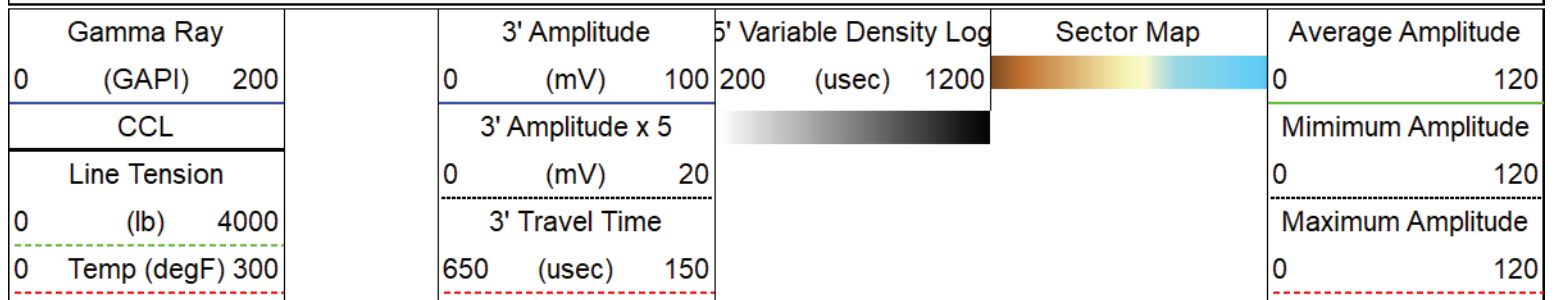 Gamma Ray
0 (GAPI) 200
CCL
Line Tension
0 (lb) 4000
0 Temp (degF) 300
3' Amplitude
0 (mV) 100
3' Amplitude x 5
0 (mV) 20
3' Travel Time
650 (usec) 150
5' Variable Density Log
200 (usec) 1200
Sector Map
Average Amplitude
0 120
Mimimum Amplitude
0 120
Maximum Amplitude
0 120